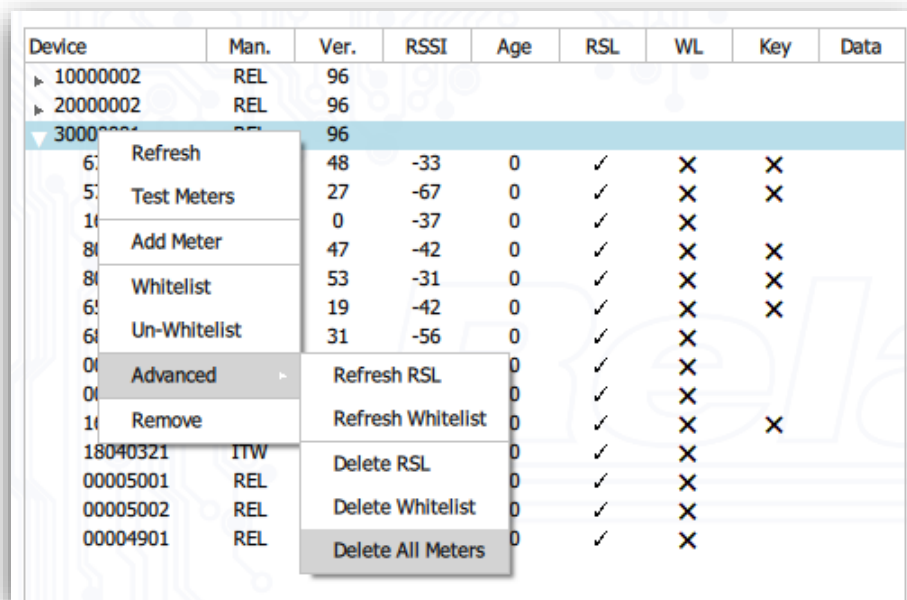 Device Man. Ver. RSSI Age RSL WL Key Data
10000002 REL 96
20000002 REL 96
96
48 -33 0 ✓ ✕ ✕
27 -67 0 ✓ ✕ ✕
0 -37 0 ✓ ✕
47 -42 0 ✓ ✕ ✕
53 -31 0 ✓ ✕ ✕
19 -42 0 ✓ ✕ ✕
31 -56 0 ✓ ✕
✓ ✕
✓ ✕
✓ ✕ ✕
18040321 ITW ✓ ✕
00005001 REL ✓ ✕
00005002 REL ✓ ✕
00004901 REL ✓ ✕
Refresh
Test Meters
Add Meter
Whitelist
Un-Whitelist
Advanced
Remove
Refresh RSL
Refresh Whitelist
Delete RSL
Delete Whitelist
Delete All Meters